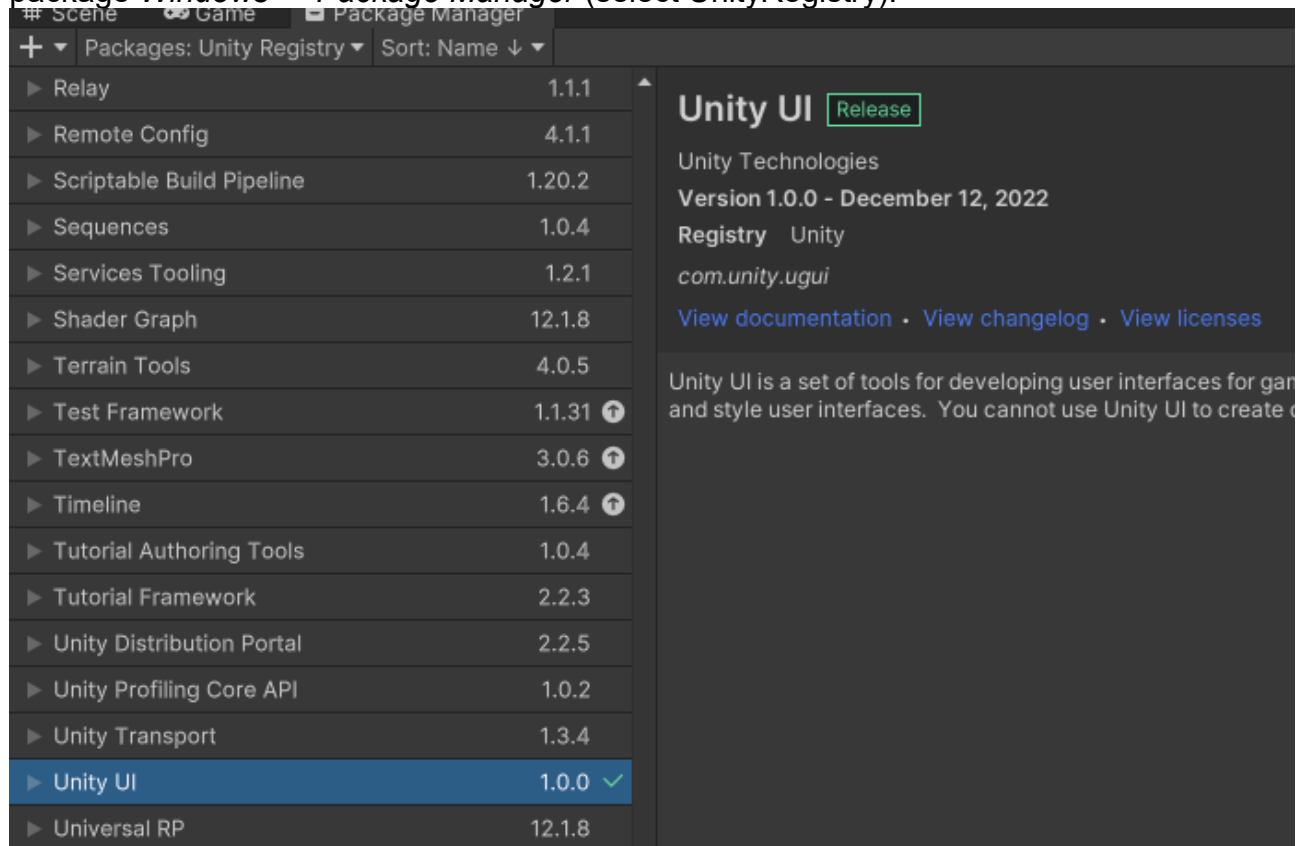 package Windows Package Manager (select UnityRegistry).
# Scene Game Package Manager
+ Packages: Unity Registry Sort: Name ↓
Relay 1.1.1
Remote Config 4.1.1
Scriptable Build Pipeline 1.20.2
Sequences 1.0.4
Services Tooling 1.2.1
Shader Graph 12.1.8
Terrain Tools 4.0.5
Test Framework 1.1.31
TextMeshPro 3.0.6
Timeline 1.6.4
Tutorial Authoring Tools 1.0.4
Tutorial Framework 2.2.3
Unity Distribution Portal 2.2.5
Unity Profiling Core API 1.0.2
Unity Transport 1.3.4
Unity UI 1.0.0
Universal RP 12.1.8
Unity UI Release
Unity Technologies
Version 1.0.0 - December 12, 2022
Registry Unity
com.unity.ugui
View documentation • View changelog • View licenses
Unity UI is a set of tools for developing user interfaces for
and style user interfaces. You cannot use Unity UI to create